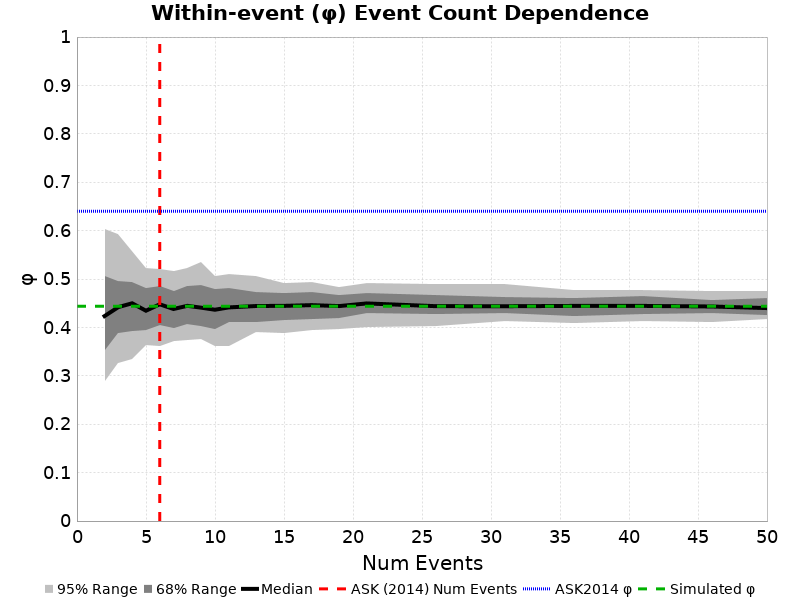 Within-event (φ) Event Count Dependence
1
0.9
0.8
0.7
0.6
0.5
0.4
0.3
0.2
0.1
0
φ
0 5 10 15 20 25 30 35 40 45 50
Num Events
95% Range 68% Range Median ASK (2014) Num Events ASK2014 φ Simulated φ